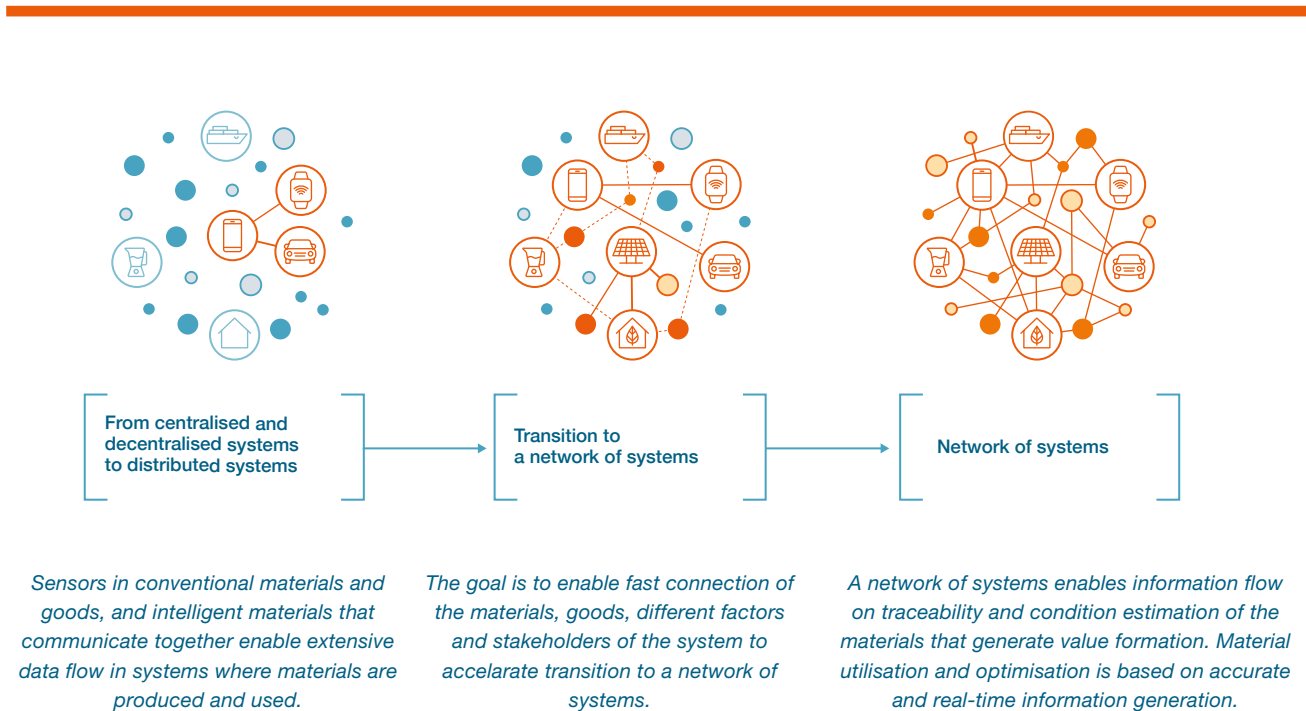 From centralised and
decentralised systems
to distributed systems
Transition to
a network of systems
Network of systems
Sensors in conventional materials and
goods, and intelligent materials that
communicate together enable extensive
data flow in systems where materials are
produced and used.
The goal is to enable fast connection of
the materials, goods, different factors
and stakeholders of the system to
accelarate transition to a network of
systems.
A network of systems enables information flow
on traceability and condition estimation of the
materials that generate value formation. Material
utilisation and optimisation is based on accurate
and real-time information generation.